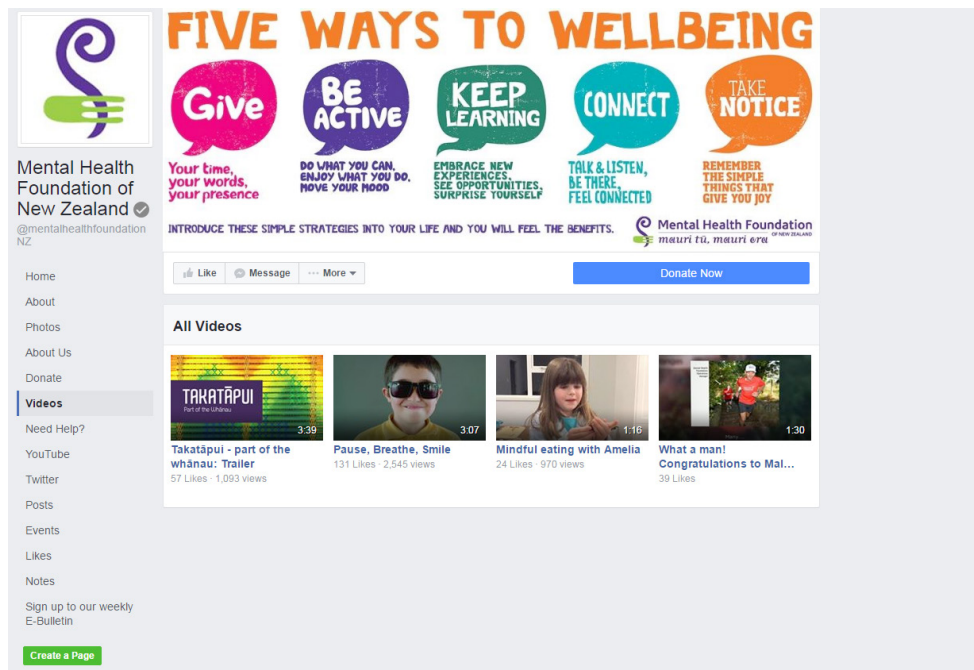 Mental Health
Foundation of
New Zealand
@mentalhealthfoundation
NZ
Home
About
Photos
About Us
Donate
Videos
Need Help?
YouTube
Twitter
Posts
Events
Likes
Notes
Sign up to our weekly
E-Bulletin
Create a Page
FIVE WAYS TO WELLBEING
Give
Your time,
your words,
your presence
BE
ACTIVE
DO WHAT YOU CAN,
ENJOY WHAT YOU DO,
MOVE YOUR MOOD
KEEP
LEARNING
EMBRACE NEW
EXPERIENCES,
SEE OPPORTUNITIES,
SURPRISE YOURSELF
CONNECT
TALK & LISTEN,
BE THERE,
FEEL CONNECTED
TAKE
NOTICE
REMEMBER
THE SIMPLE
THINGS THAT
GIVE YOU JOY
INTRODUCE THESE SIMPLE STRATEGIES INTO YOUR LIFE AND YOU WILL FEEL THE BENEFITS.
Mental Health Foundation
OF NEW ZEALAND
mauri tū, mauri ora
Like
Message
More
Donate Now
All Videos
TAKATĀPUI
Part of the Whānau
3:39
Takatāpui - part of the
whānau: Trailer
57 Likes · 1,093 views
3:07
Pause, Breathe, Smile
131 Likes · 2,545 views
1:16
Mindful eating with Amelia
24 Likes · 970 views
1:30
What a man!
Congratulations to Mal...
39 Likes